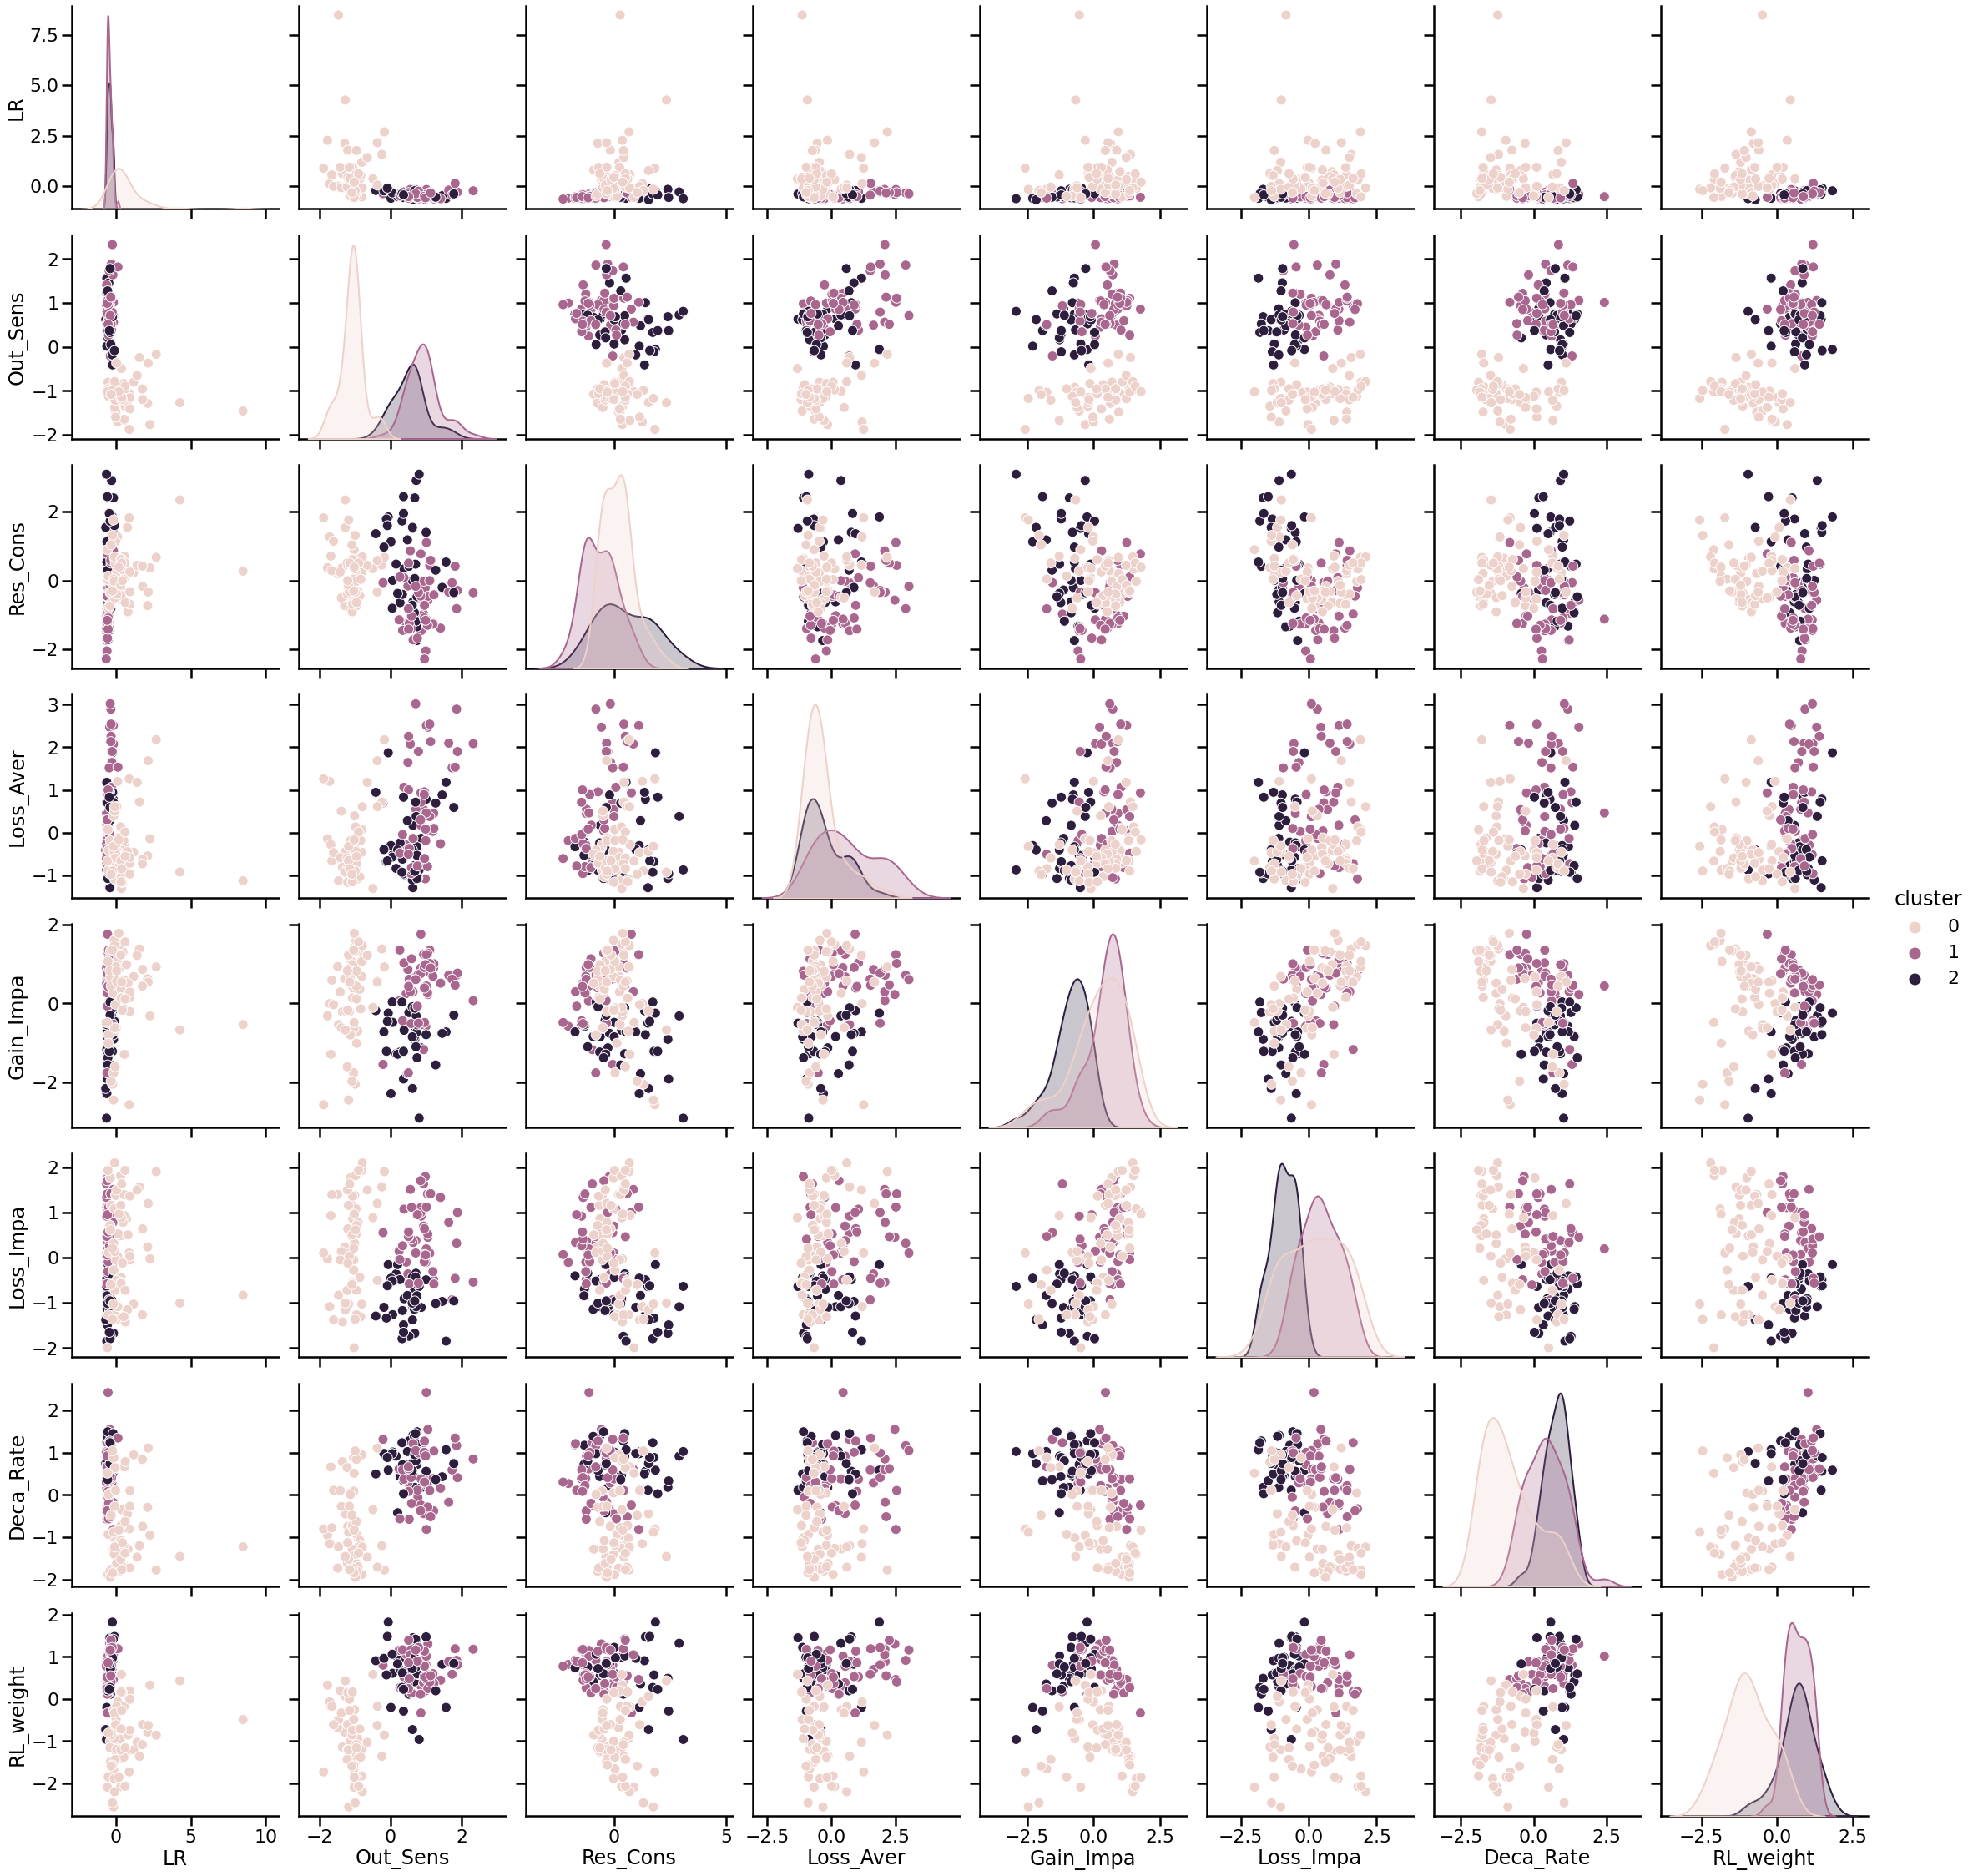 LR
7.5
5.0
2.5
0.0
Out_Sens
2
1
0
−1
−2
Res_Cons
2
0
−2
Loss_Aver
3
2
1
0
−1
Gain_Impa
2
0
−2
cluster
0
1
2
Loss_Impa
2
1
0
−1
−2
Deca_Rate
2
1
0
−1
−2
RL_weight
2
1
0
−1
−2
0 5 10
−2 0 2
0 5
−2.5 0.0 2.5
−2.5 0.0 2.5
−2.5 0.0 2.5
−2.5 0.0 2.5
−2.5 0.0 2.5
LR Out_Sens Res_Cons Loss_Aver Gain_Impa Loss_Impa Deca_Rate RL_weight